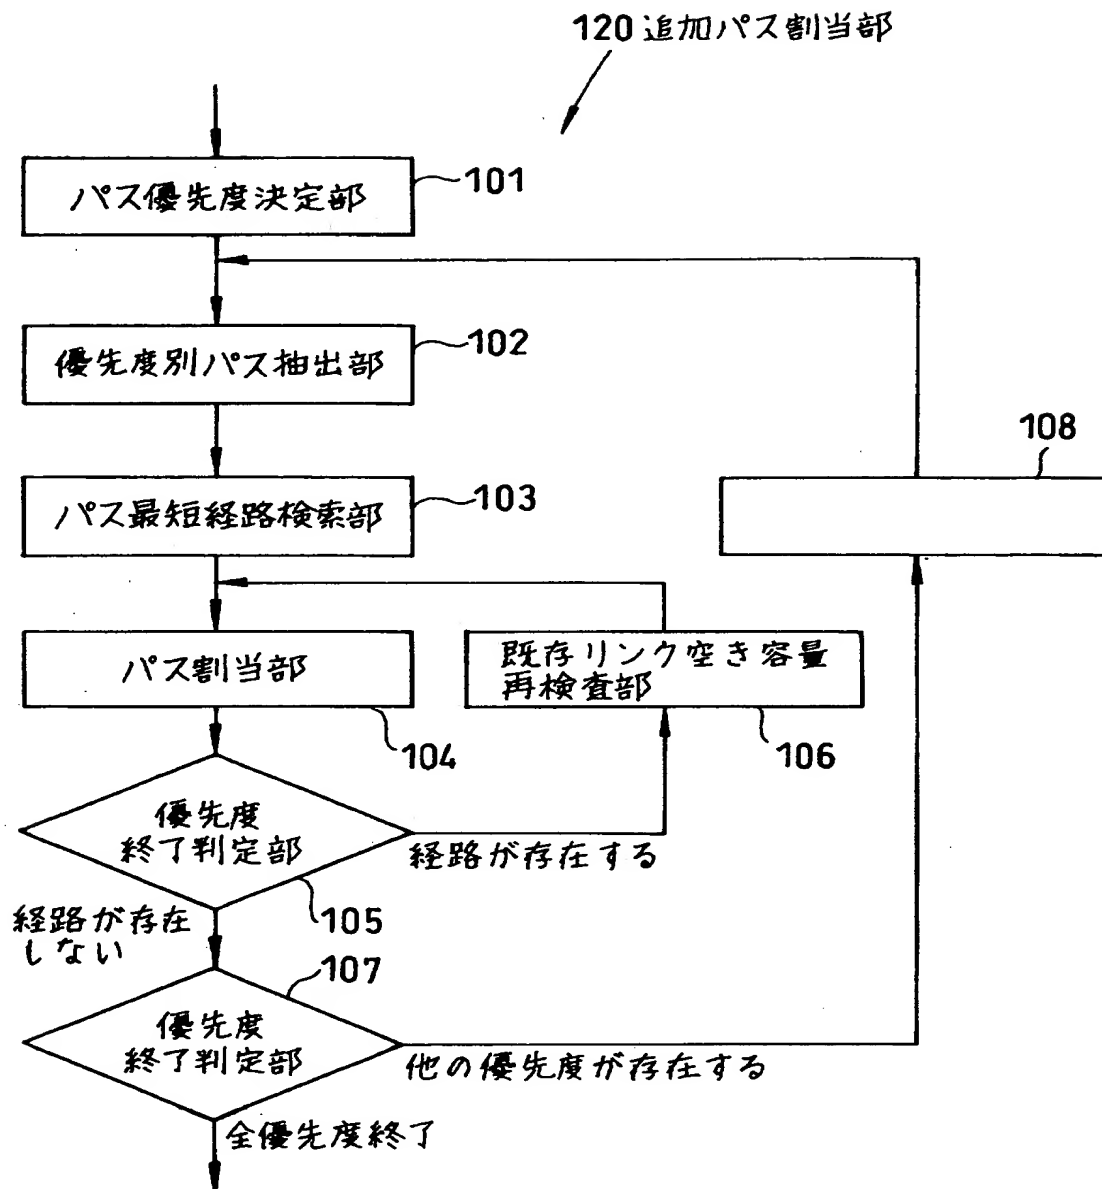 120 追加パス割当部
パス優先度決定部
101
優先度別パス抽出部
102
108
パス最短経路検索部
103
パス割当部
既存リンク空き容量
再検査部
104
106
優先度
終了判定部
経路が存在する
105
経路が存在
しない
107
優先度
終了判定部
他の優先度が存在する
全優先度終了